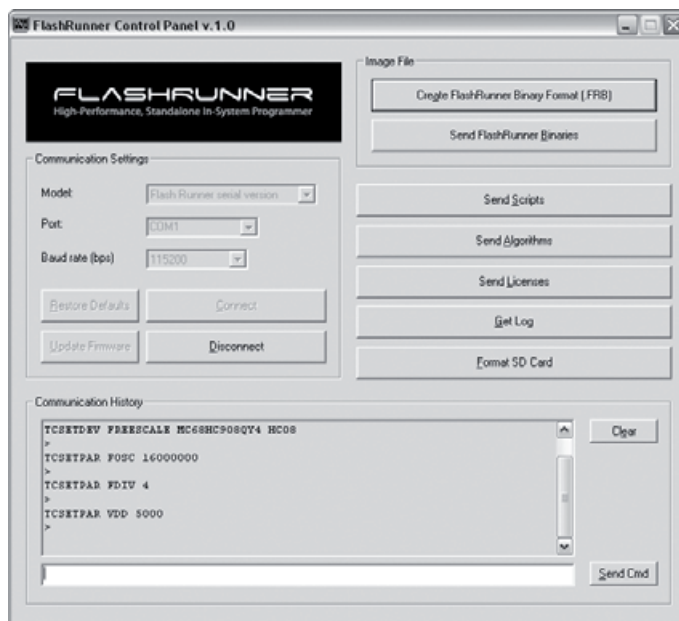 FlashRunner Control Panel v.1.0
FLASHRUNNER
High-Performance, Standalone In-System Programmer
Communication Settings
Model:
Flash Runner serial version
Port:
COM1
Baud rate (bps)
115200
Restore Defaults
Connect
Update Firmware
Disconnect
Image File
Create FlashRunner Binary Format (.FRB)
Send FlashRunner Binaries
Send Scripts
Send Algorithms
Send Licenses
Get Log
Format SD Card
Communication History
TCSETDEV FREESCALE MC68HC908QY4 HC08
>
TCSETPAR FOSC 16000000
>
TCSETPAR FDIV 4
>
TCSETPAR VDD 5000
>
Clear
Send Cmd